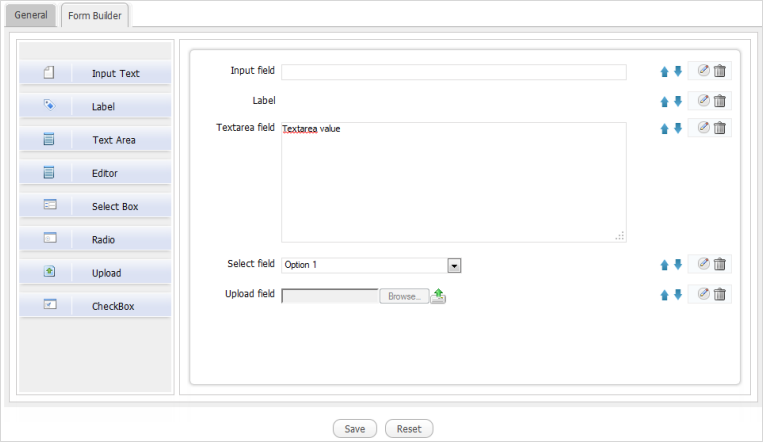 General
Form Builder
Input Text
Label
Text Area
Editor
Select Box
Radio
Upload
CheckBox
Input field
Label
Textarea field
Textarea value
Select field
Option 1
Upload field
Browse...
Save
Reset